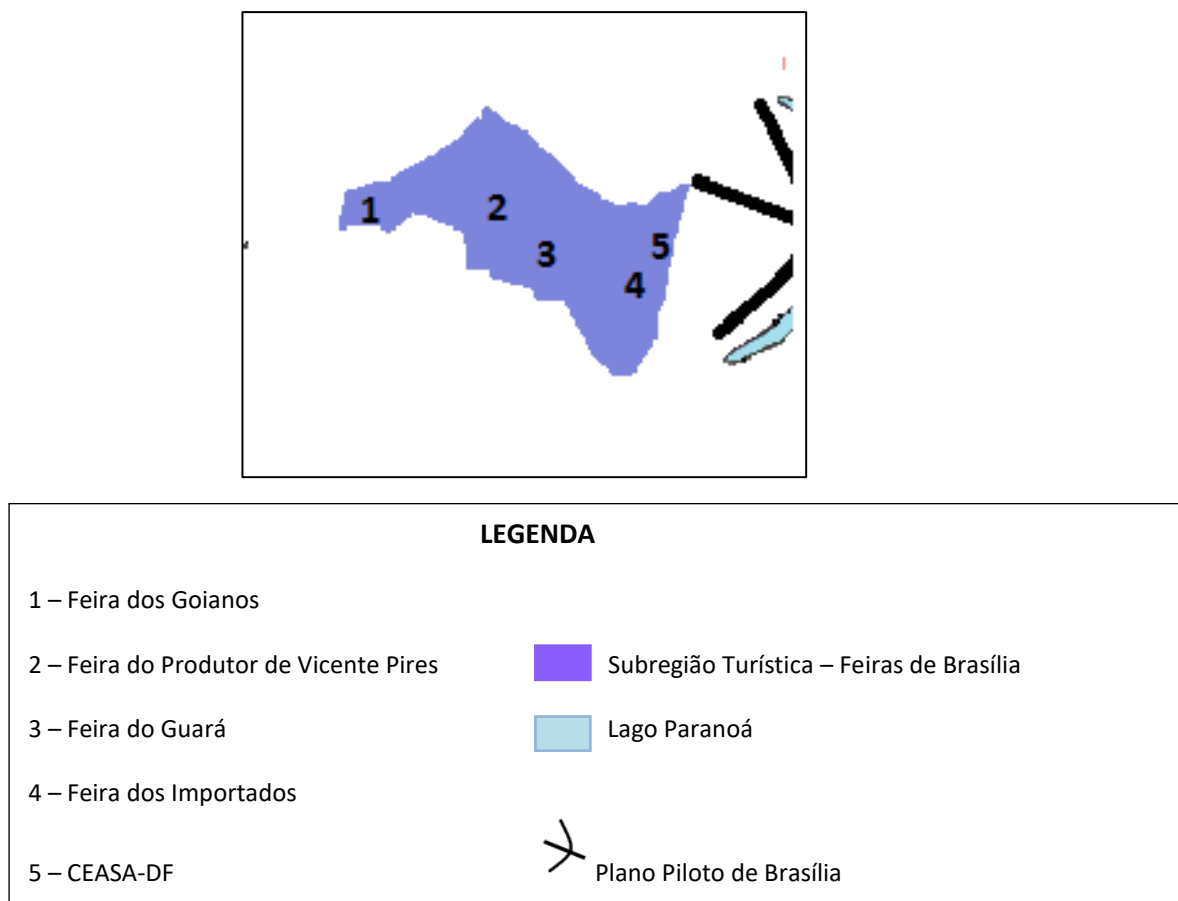 1
2
3
5
4
LEGENDA
1 – Feira dos Goianos
2 – Feira do Produtor de Vicente Pires
Subregião Turística – Feiras de Brasília
3 – Feira do Guará
Lago Paranoá
4 – Feira dos Importados
5 – CEASA-DF
Plano Piloto de Brasília